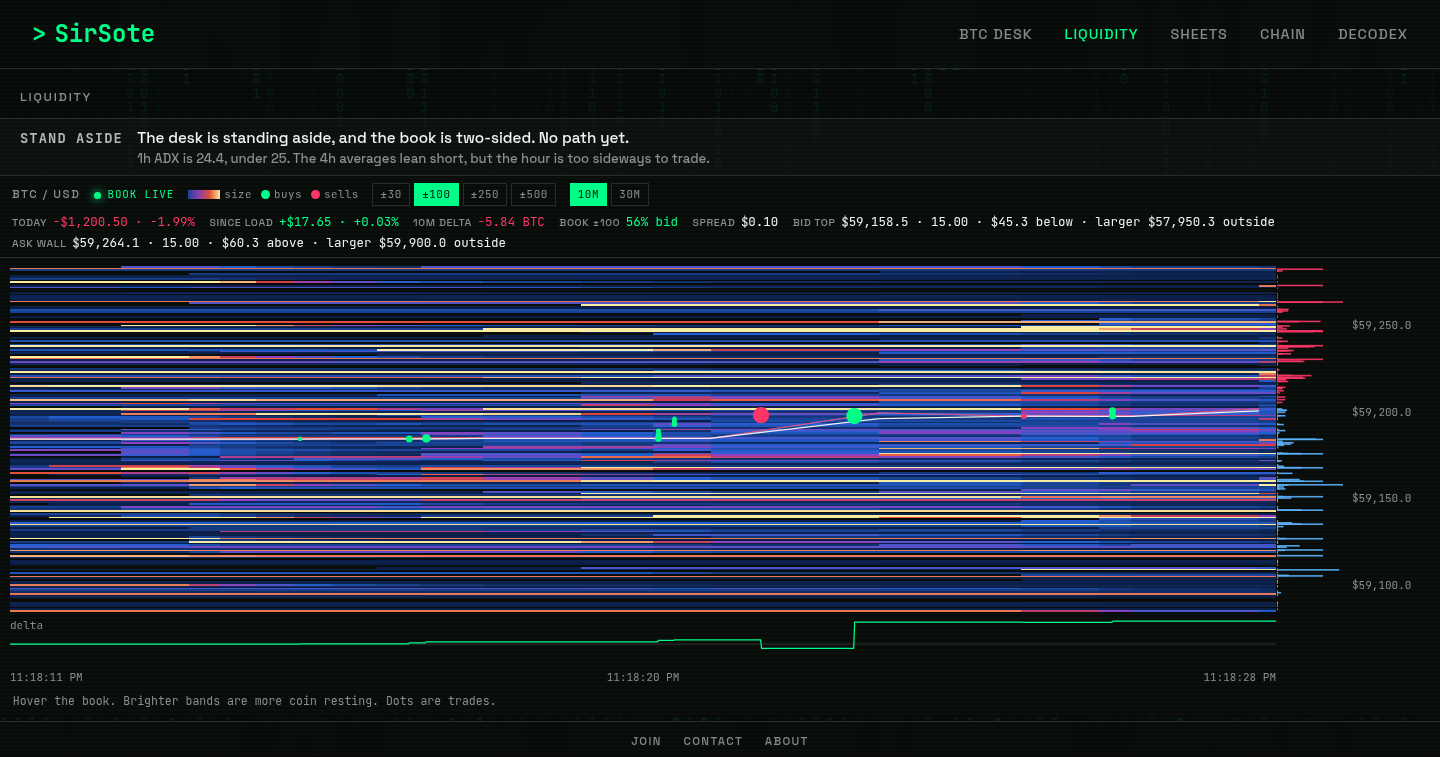 > SirSote
BTC DESK LIQUIDITY SHEETS CHAIN DECODEX
LIQUIDITY
STAND ASIDE The desk is standing aside, and the book is two-sided. No path yet.
1h ADX is 24.4, under 25. The 4h averages lean short, but the hour is too sideways to trade.
BTC / USD BOOK LIVE size buys sells ±30 ±100 ±250 ±500 10M 30M
TODAY -$1,200.50 · -1.99% SINCE LOAD +$17.65 · +0.03% 10M DELTA -5.84 BTC BOOK ±100 56% bid SPREAD $0.10 BID TOP $59,158.5 · 15.00 · $45.3 below · larger $57,950.3 outside
ASK WALL $59,264.1 · 15.00 · $60.3 above · larger $59,900.0 outside
$59,250.0
$59,200.0
$59,150.0
$59,100.0
delta
11:18:11 PM 11:18:20 PM 11:18:28 PM
Hover the book. Brighter bands are more coin resting. Dots are trades.
JOIN CONTACT ABOUT